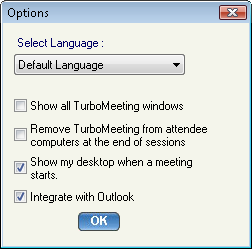 Options
Select Language :
Default Language
Show all TurboMeeting windows
Remove TurboMeeting from attendee
computers at the end of sessions
Show my desktop when a meeting
starts.
Integrate with Outlook
OK